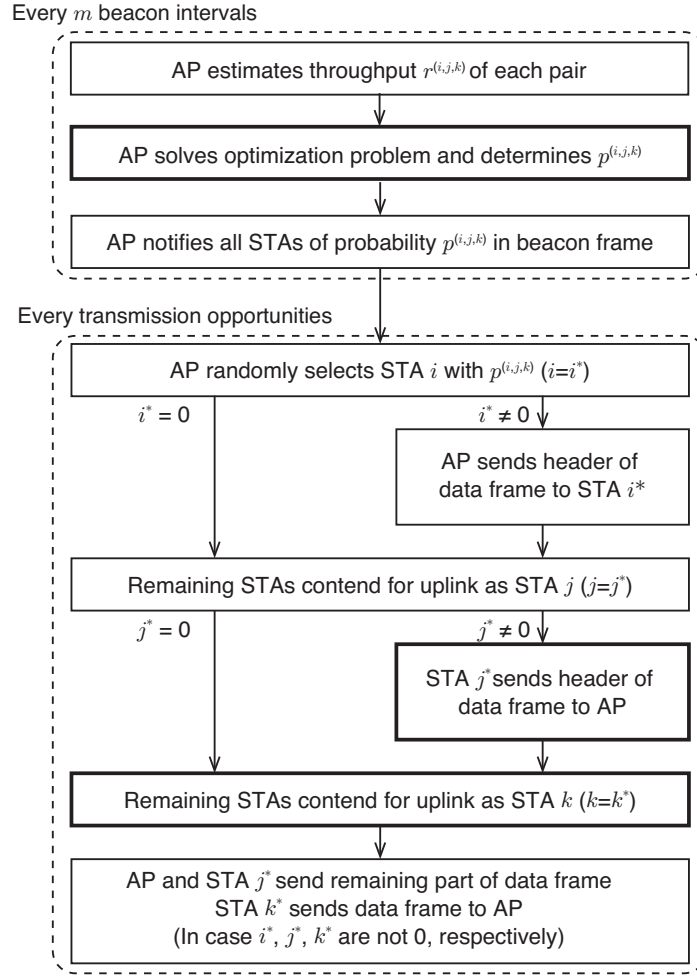 Every m beacon intervals
AP estimates throughput r^(i,j,k) of each pair
AP solves optimization problem and determines p^(i,j,k)
AP notifies all STAs of probability p^(i,j,k) in beacon frame
Every transmission opportunities
AP randomly selects STA i with p^(i,j,k) (i=i*)
i* = 0
i* ≠ 0
AP sends header of
data frame to STA i*
Remaining STAs contend for uplink as STA j (j=j*)
j* = 0
j* ≠ 0
STA j* sends header of
data frame to AP
Remaining STAs contend for uplink as STA k (k=k*)
AP and STA j* send remaining part of data frame
STA k* sends data frame to AP
(In case i*, j*, k* are not 0, respectively)